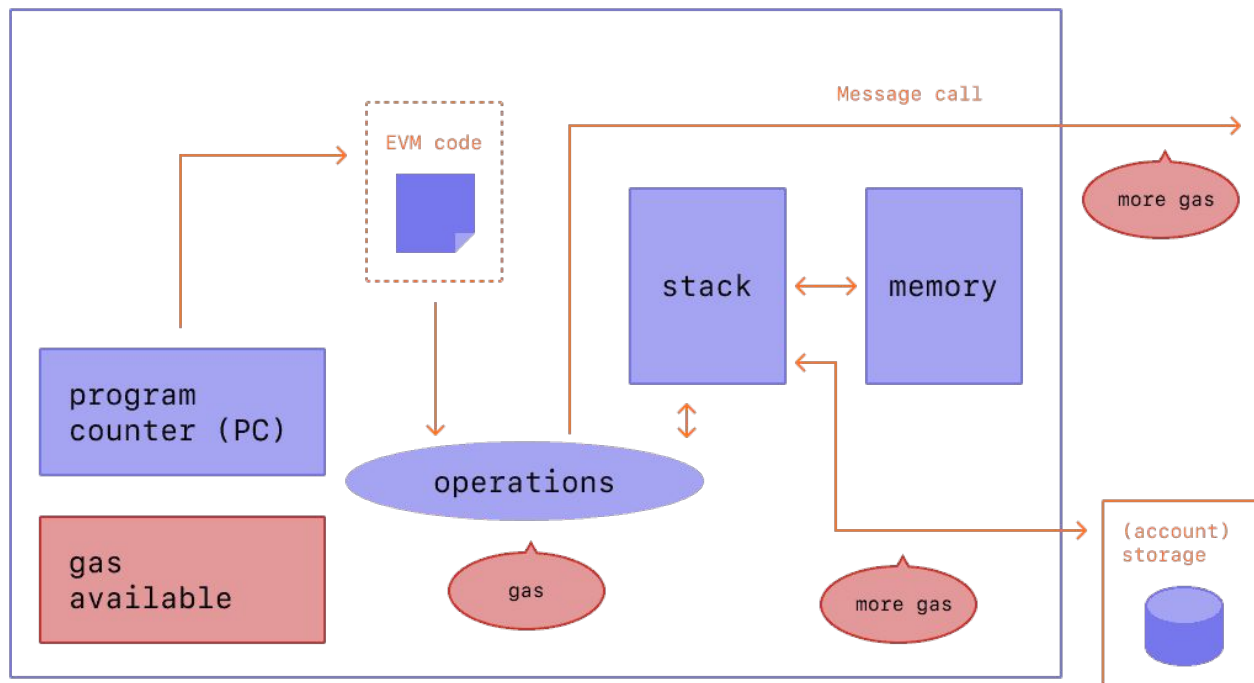 Message call
EVM code
more gas
stack
memory
program
counter (PC)
operations
(account)
storage
gas
available
gas
more gas